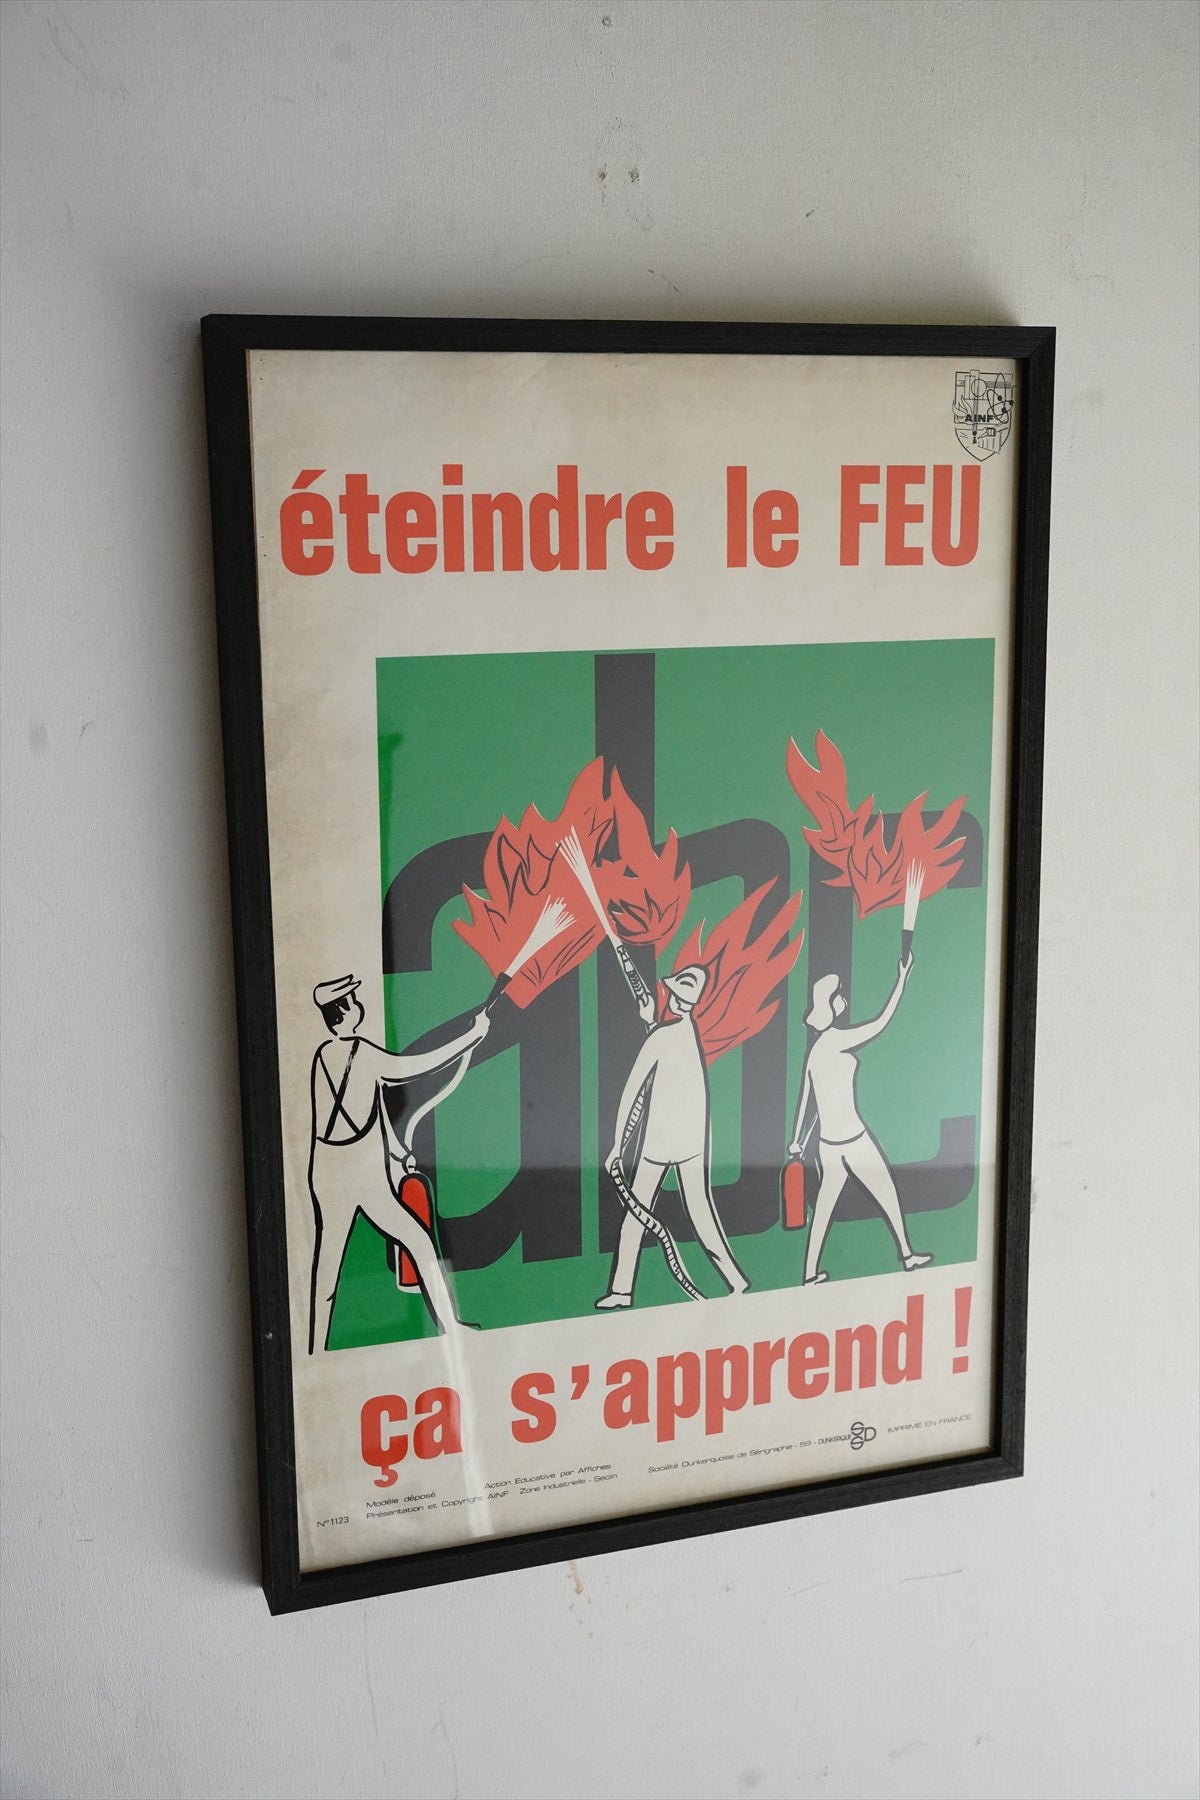 AINF
éteindre le FEU
abc
ça s'apprend !
N° 1123
Modèle déposé Action Educative par Affiches
Présentation et Copyright AINF Zone Industrielle - Seclin
Société Dunkerquoise de Sérigraphie - 59 - DUNKERQUE SDS IMPRIME EN FRANCE